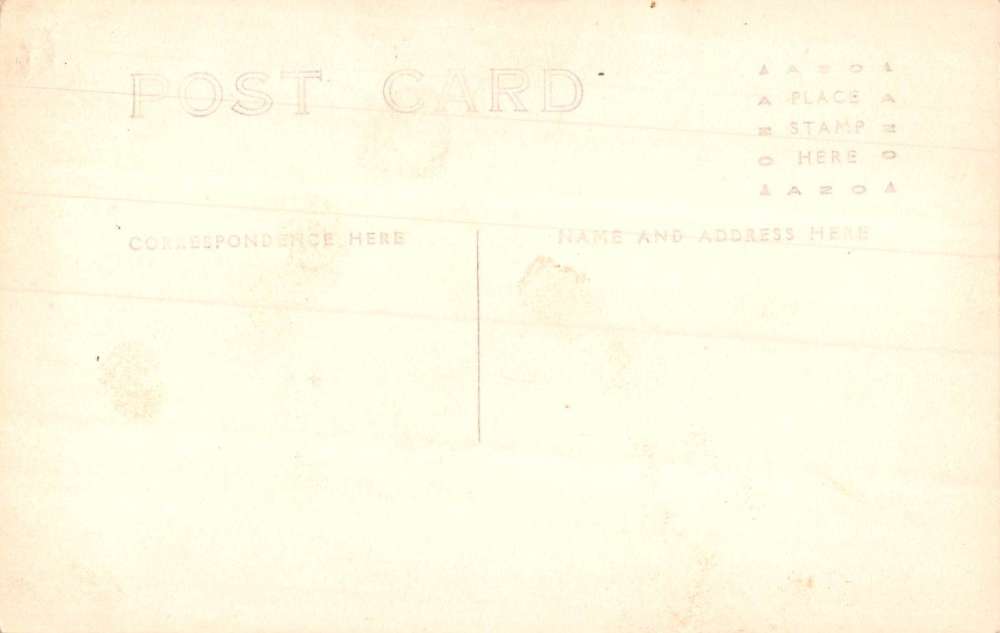 POST CARD
▲ A Z O ▲
A PLACE A
Z STAMP Z
O HERE O
▲ A Z O ▲
CORRESPONDENCE HERE
NAME AND ADDRESS HERE